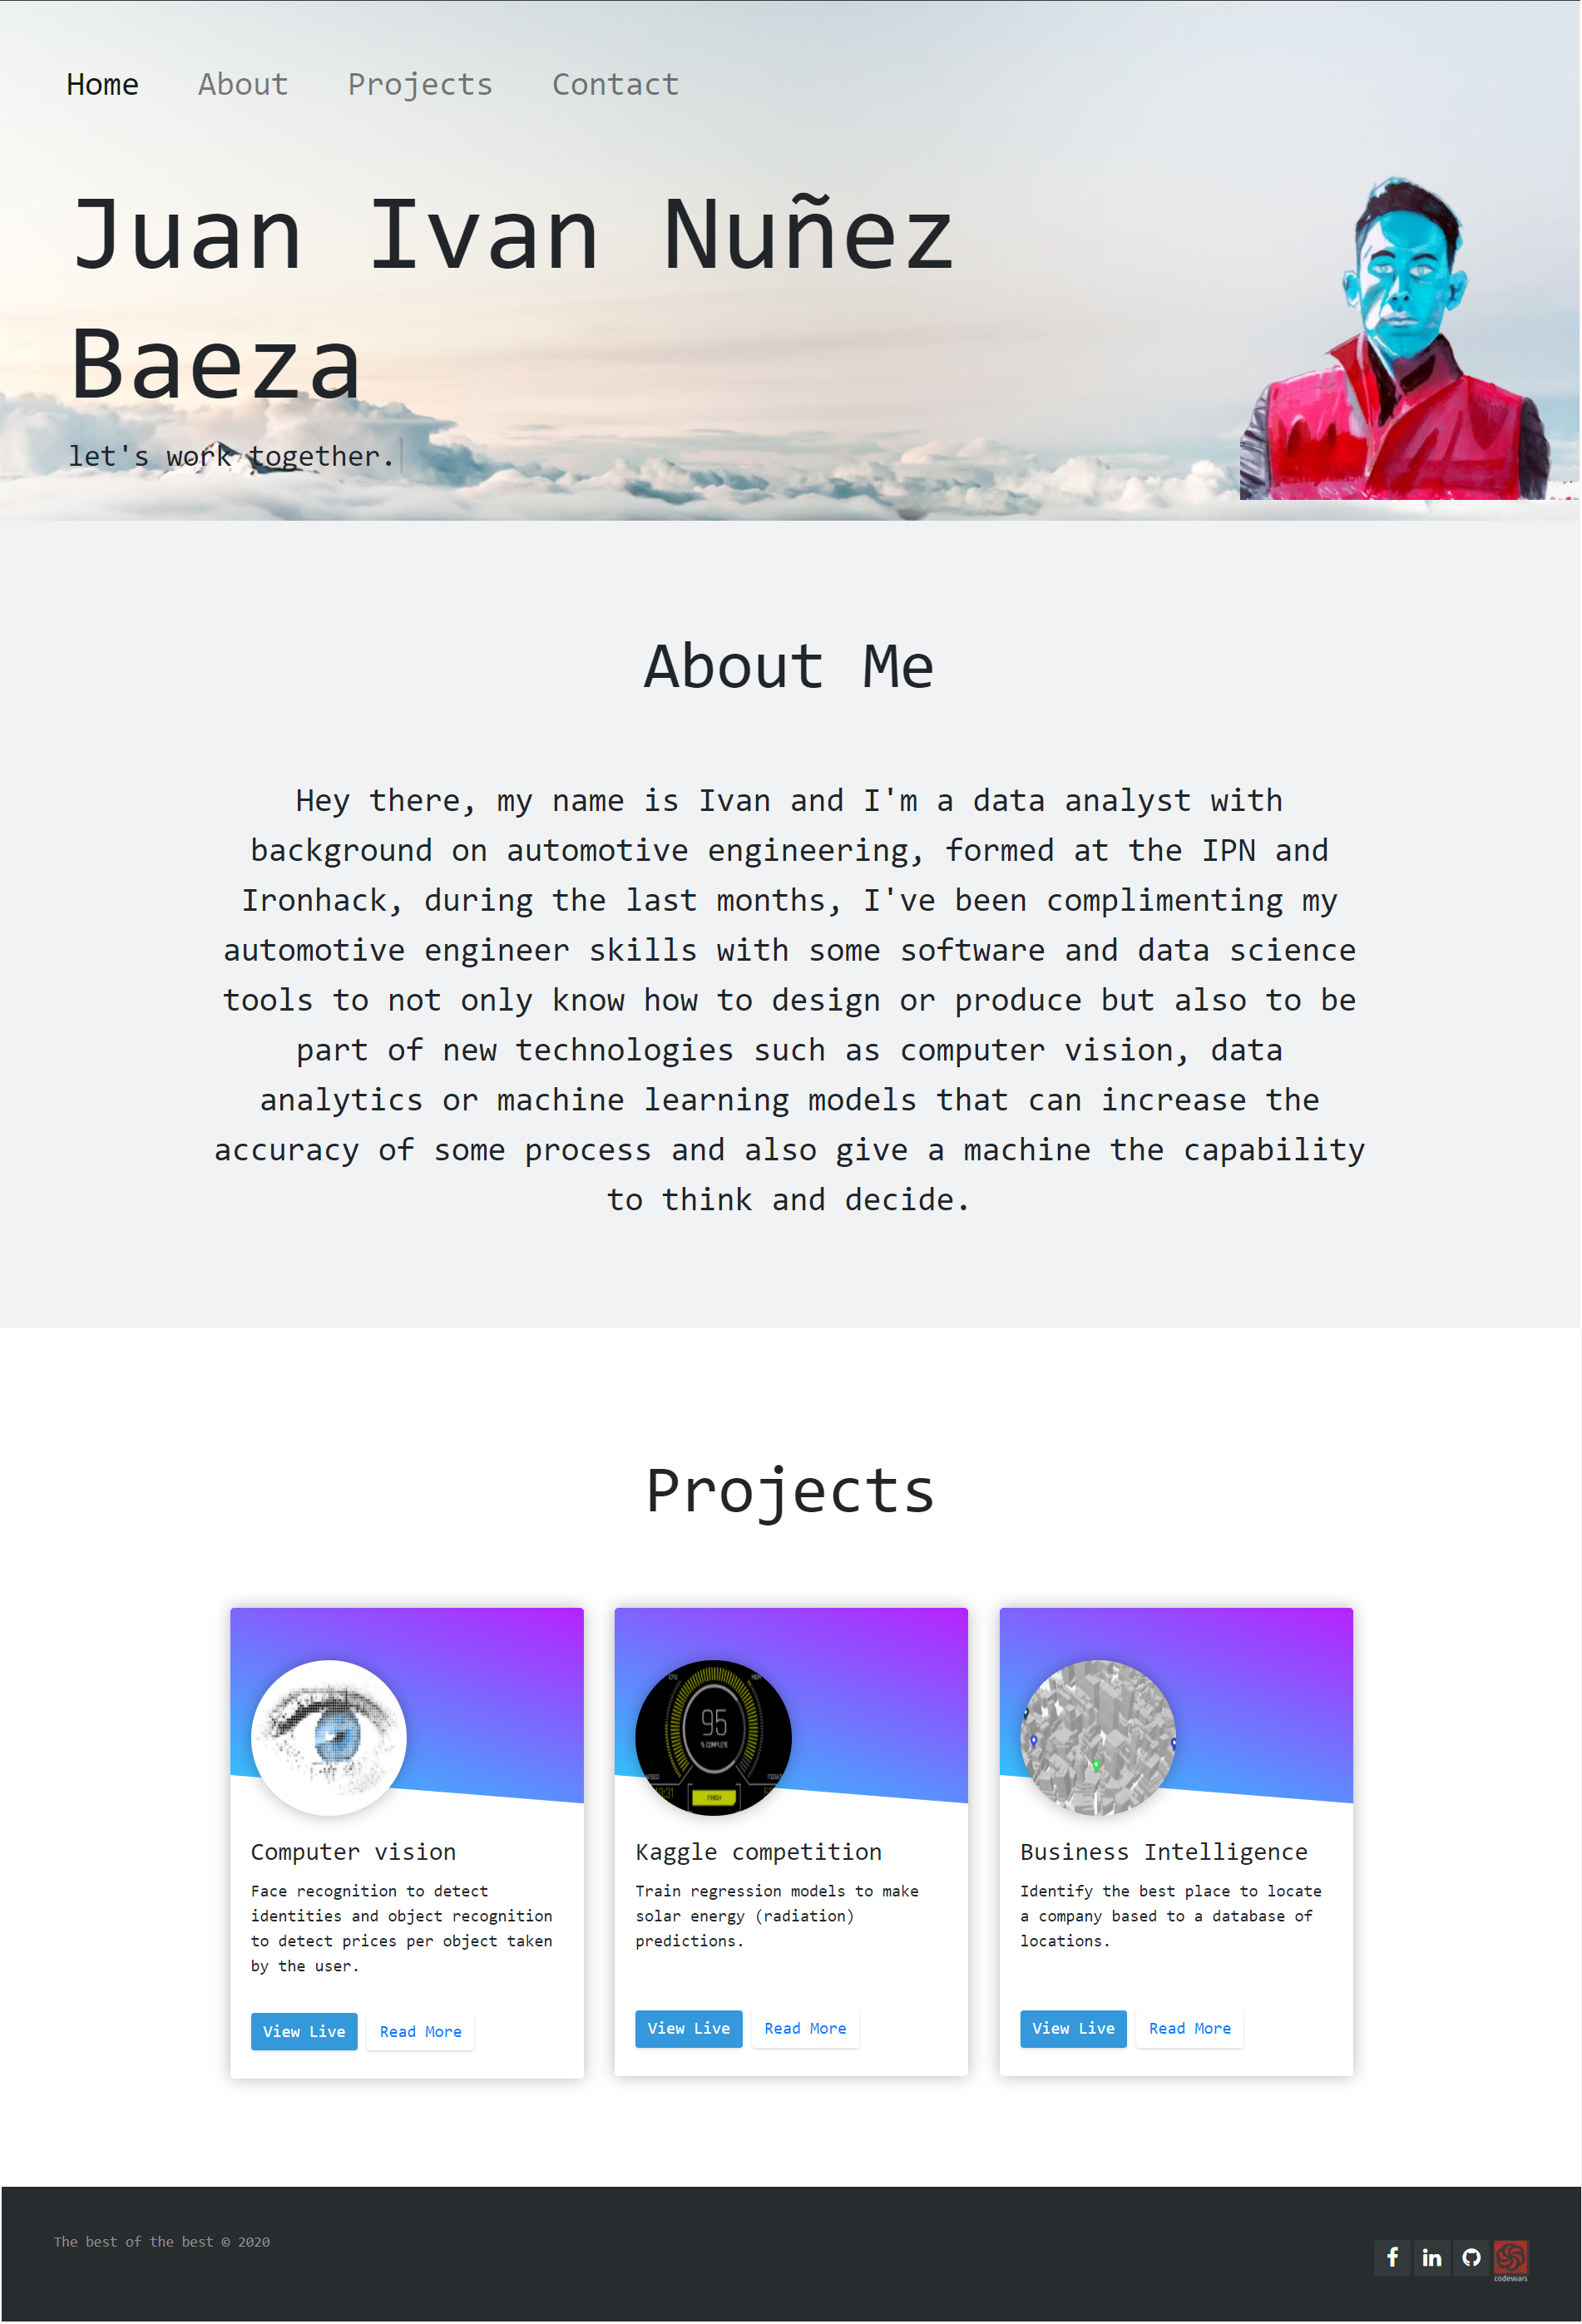 Home About Projects Contact
Juan Ivan Nuñez
Baeza
let's work together.
About Me
Hey there, my name is Ivan and I'm a data analyst with
background on automotive engineering, formed at the IPN and
Ironhack, during the last months, I've been complimenting my
automotive engineer skills with some software and data science
tools to not only know how to design or produce but also to be
part of new technologies such as computer vision, data
analytics or machine learning models that can increase the
accuracy of some process and also give a machine the capability
to think and decide.
Projects
Computer vision
Face recognition to detect
identities and object recognition
to detect prices per object taken
by the user.
View Live Read More
95
% COMPLETE
FINISH
Kaggle competition
Train regression models to make
solar energy (radiation)
predictions.
View Live Read More
Business Intelligence
Identify the best place to locate
a company based to a database of
locations.
View Live Read More
The best of the best © 2020
codewars